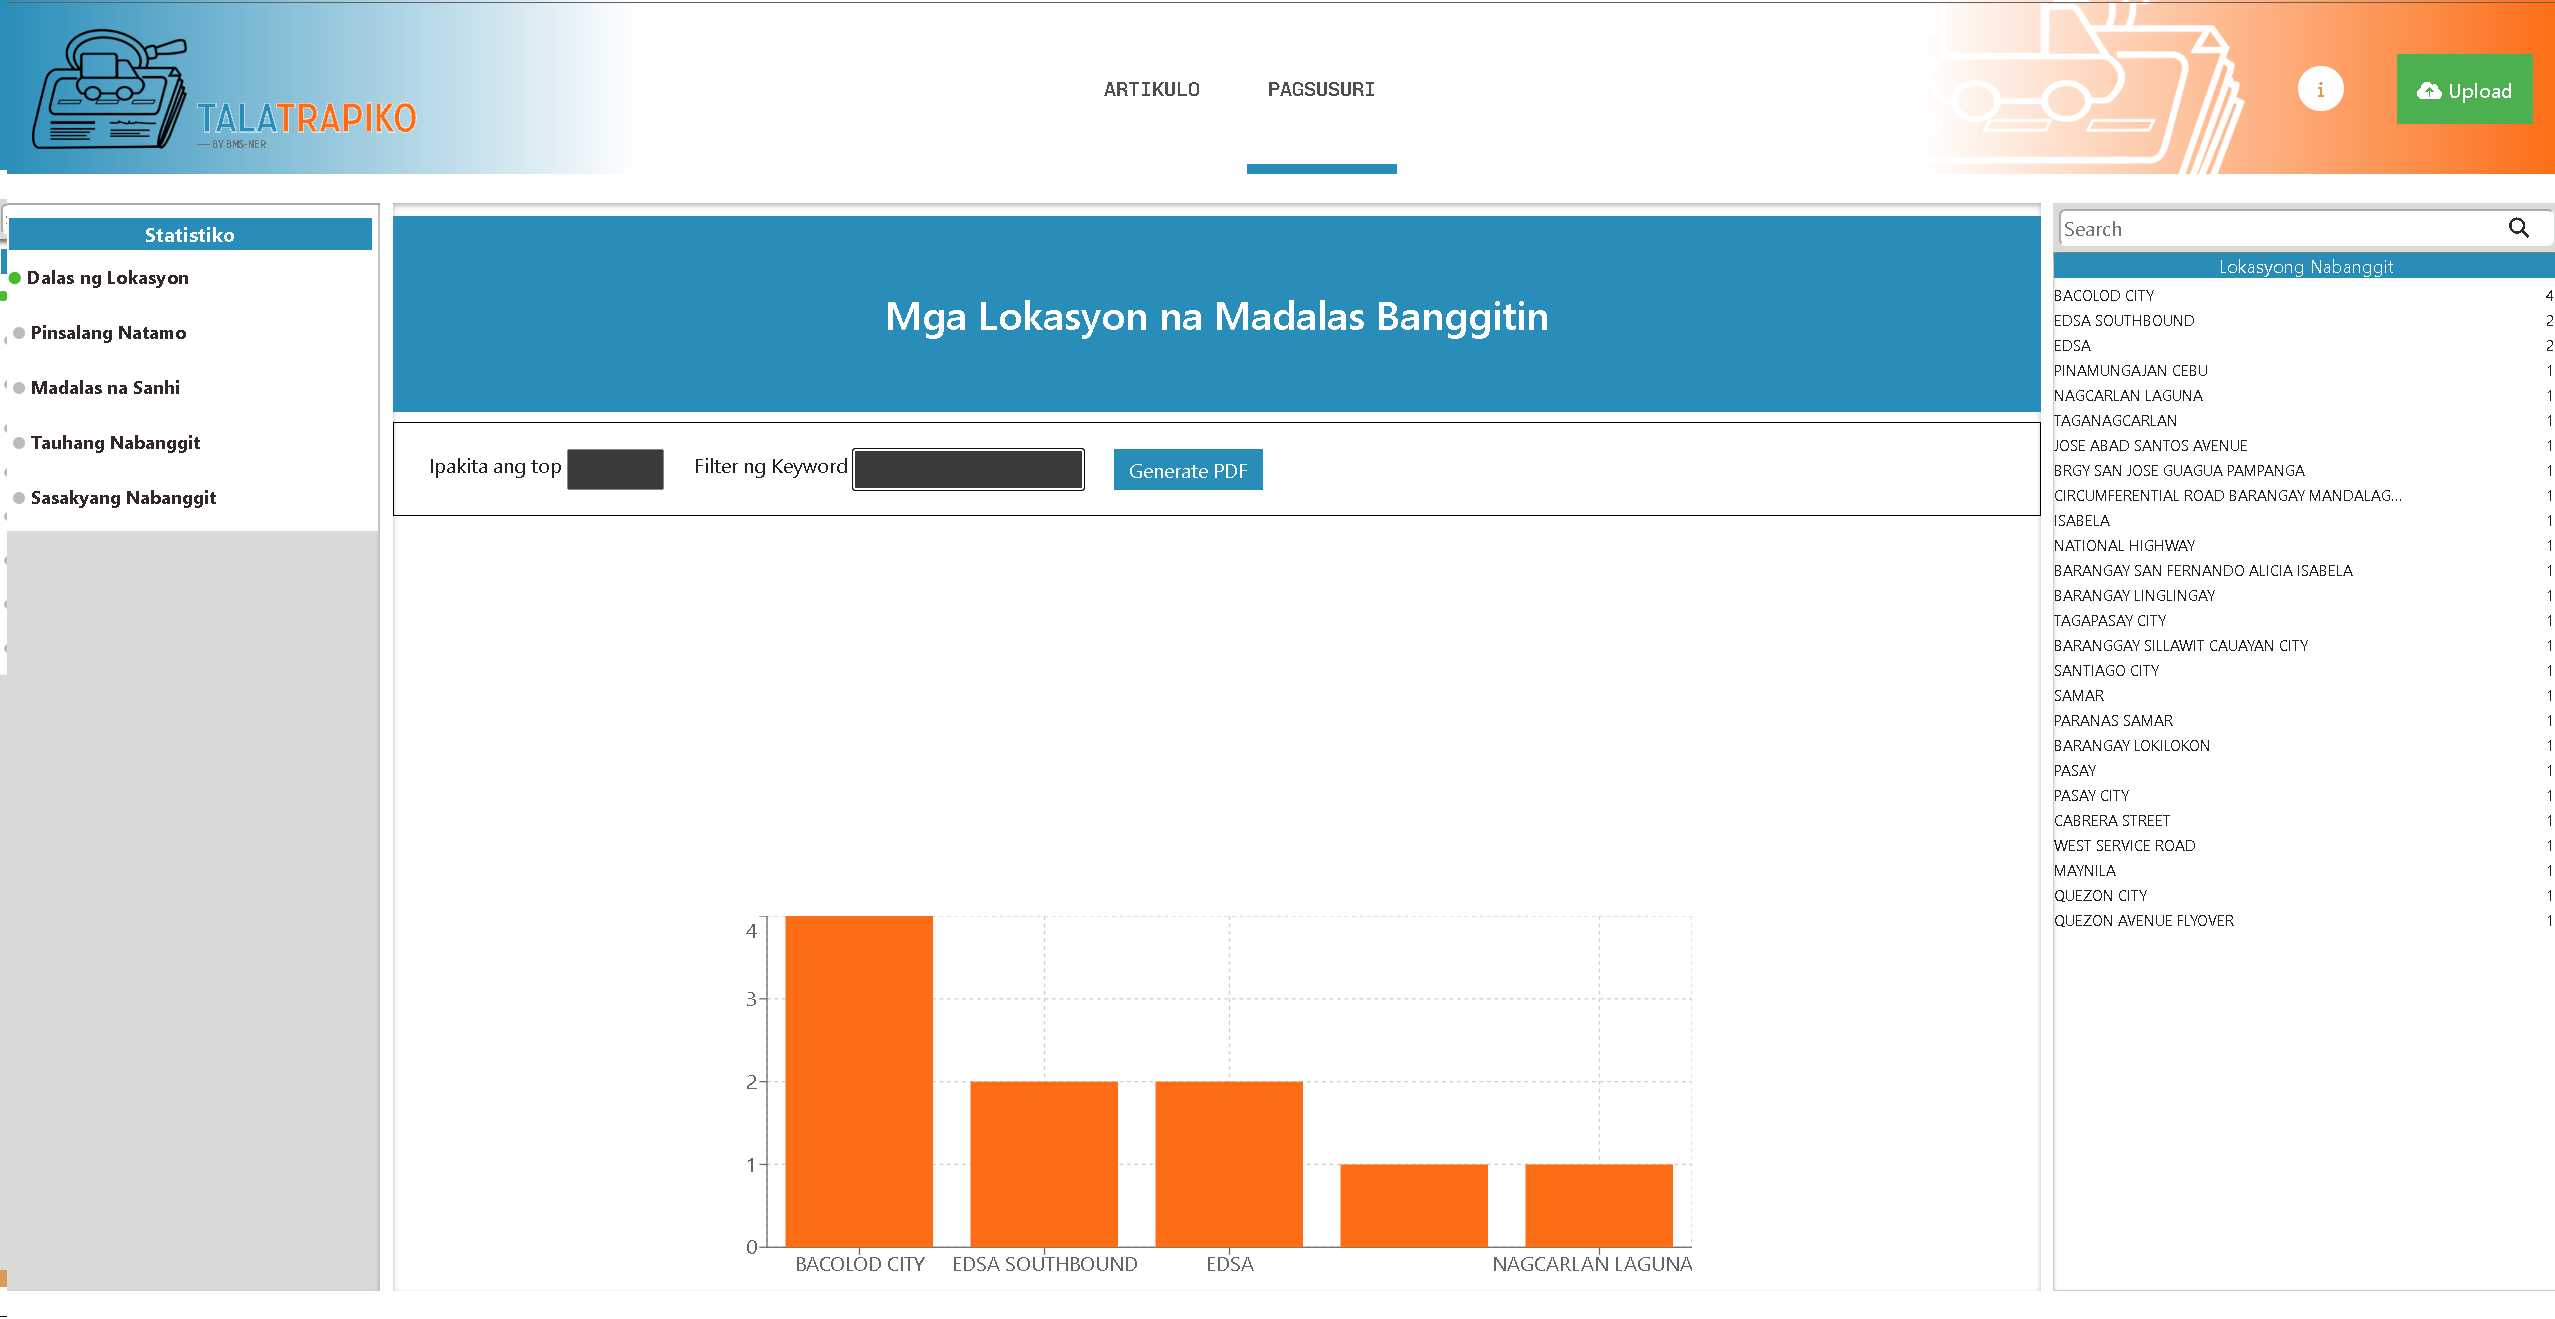 TALATRAPIKO
— BY BMS-NER
ARTIKULO
PAGSUSURI
i
Upload
Statistiko
Dalas ng Lokasyon
Pinsalang Natamo
Madalas na Sanhi
Tauhang Nabanggit
Sasakyang Nabanggit
Mga Lokasyon na Madalas Banggitin
Ipakita ang top
Filter ng Keyword
Generate PDF
4
3
2
1
0
BACOLOD CITY
EDSA SOUTHBOUND
EDSA
NAGCARLAN LAGUNA
Search
Lokasyong Nabanggit
BACOLOD CITY 4
EDSA SOUTHBOUND 2
EDSA 2
PINAMUNGAJAN CEBU 1
NAGCARLAN LAGUNA 1
TAGANAGCARLAN 1
JOSE ABAD SANTOS AVENUE 1
BRGY SAN JOSE GUAGUA PAMPANGA 1
CIRCUMFERENTIAL ROAD BARANGAY MANDALAG... 1
ISABELA 1
NATIONAL HIGHWAY 1
BARANGAY SAN FERNANDO ALICIA ISABELA 1
BARANGAY LINGLINGAY 1
TAGAPASAY CITY 1
BARANGGAY SILLAWIT CAUAYAN CITY 1
SANTIAGO CITY 1
SAMAR 1
PARANAS SAMAR 1
BARANGAY LOKILOKON 1
PASAY 1
PASAY CITY 1
CABRERA STREET 1
WEST SERVICE ROAD 1
MAYNILA 1
QUEZON CITY 1
QUEZON AVENUE FLYOVER 1